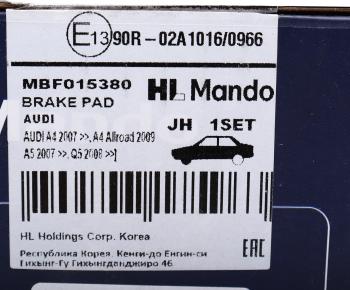 E13 90R-02A1016/0966
MBF015380 HL Mando
BRAKE PAD
AUDI
AUDI A4 2007 >>, A4 Allroad 2009
JH 1SET
A5 2007 >>, Q5 2008 >>]
HL Holdings Corp. Korea
Республика Корея, Кенги-до Енгин-си
Гихынг-Гу Гихынгданджиро 46
EAC